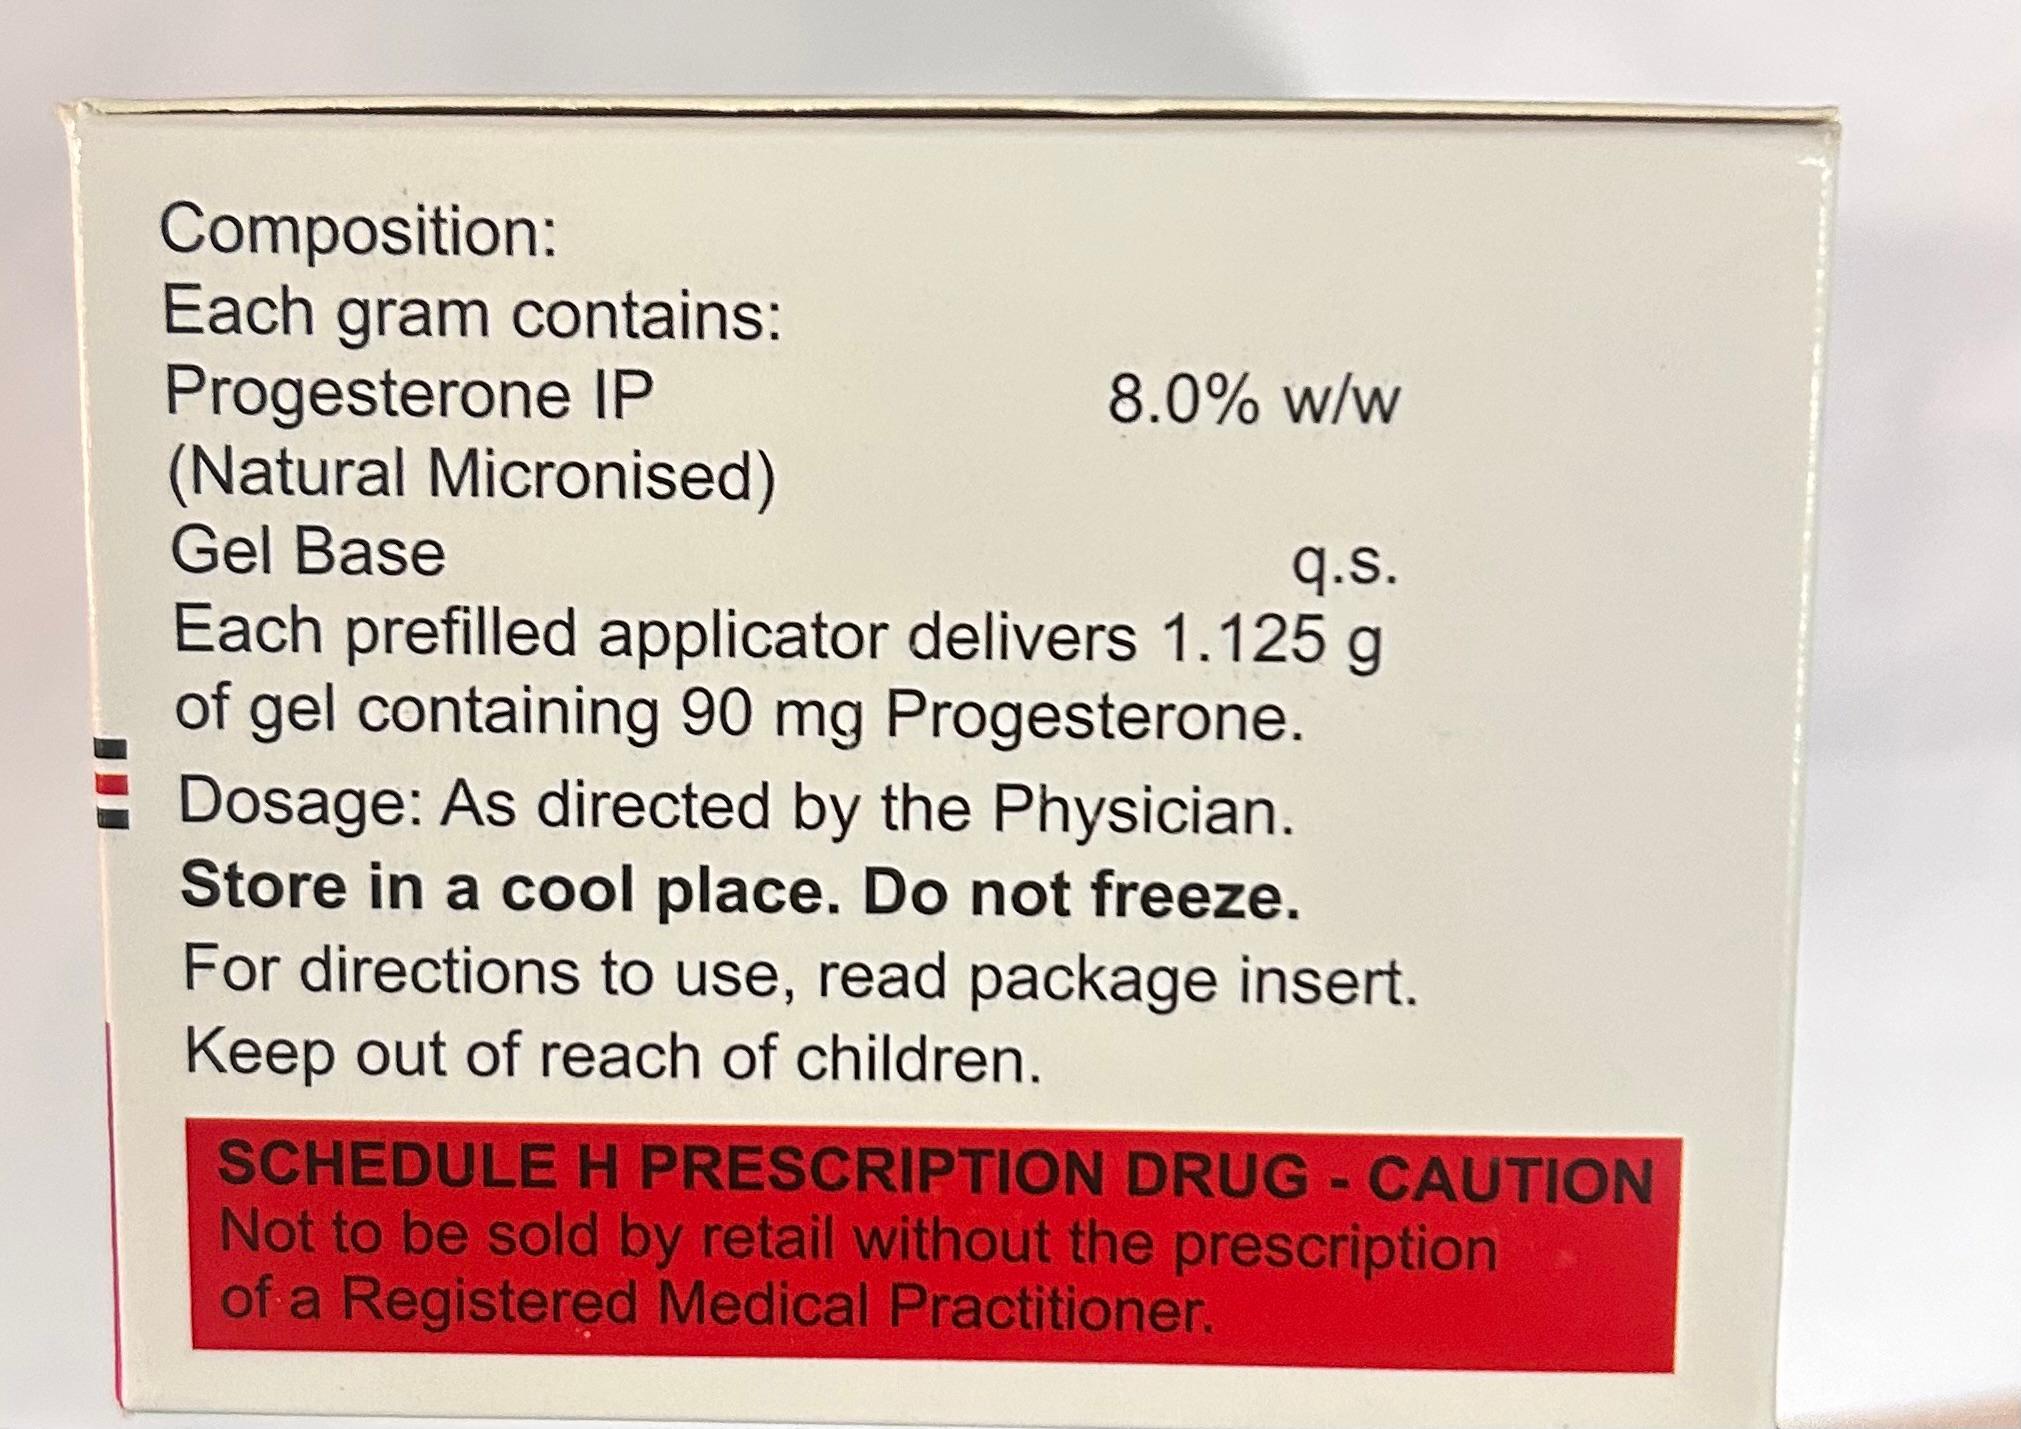 Composition:
Each gram contains:
Progesterone IP 8.0% w/w
(Natural Micronised)
Gel Base q.s.
Each prefilled applicator delivers 1.125 g
of gel containing 90 mg Progesterone.
Dosage: As directed by the Physician.
Store in a cool place. Do not freeze.
For directions to use, read package insert.
Keep out of reach of children.
SCHEDULE H PRESCRIPTION DRUG - CAUTION
Not to be sold by retail without the prescription
of a Registered Medical Practitioner.